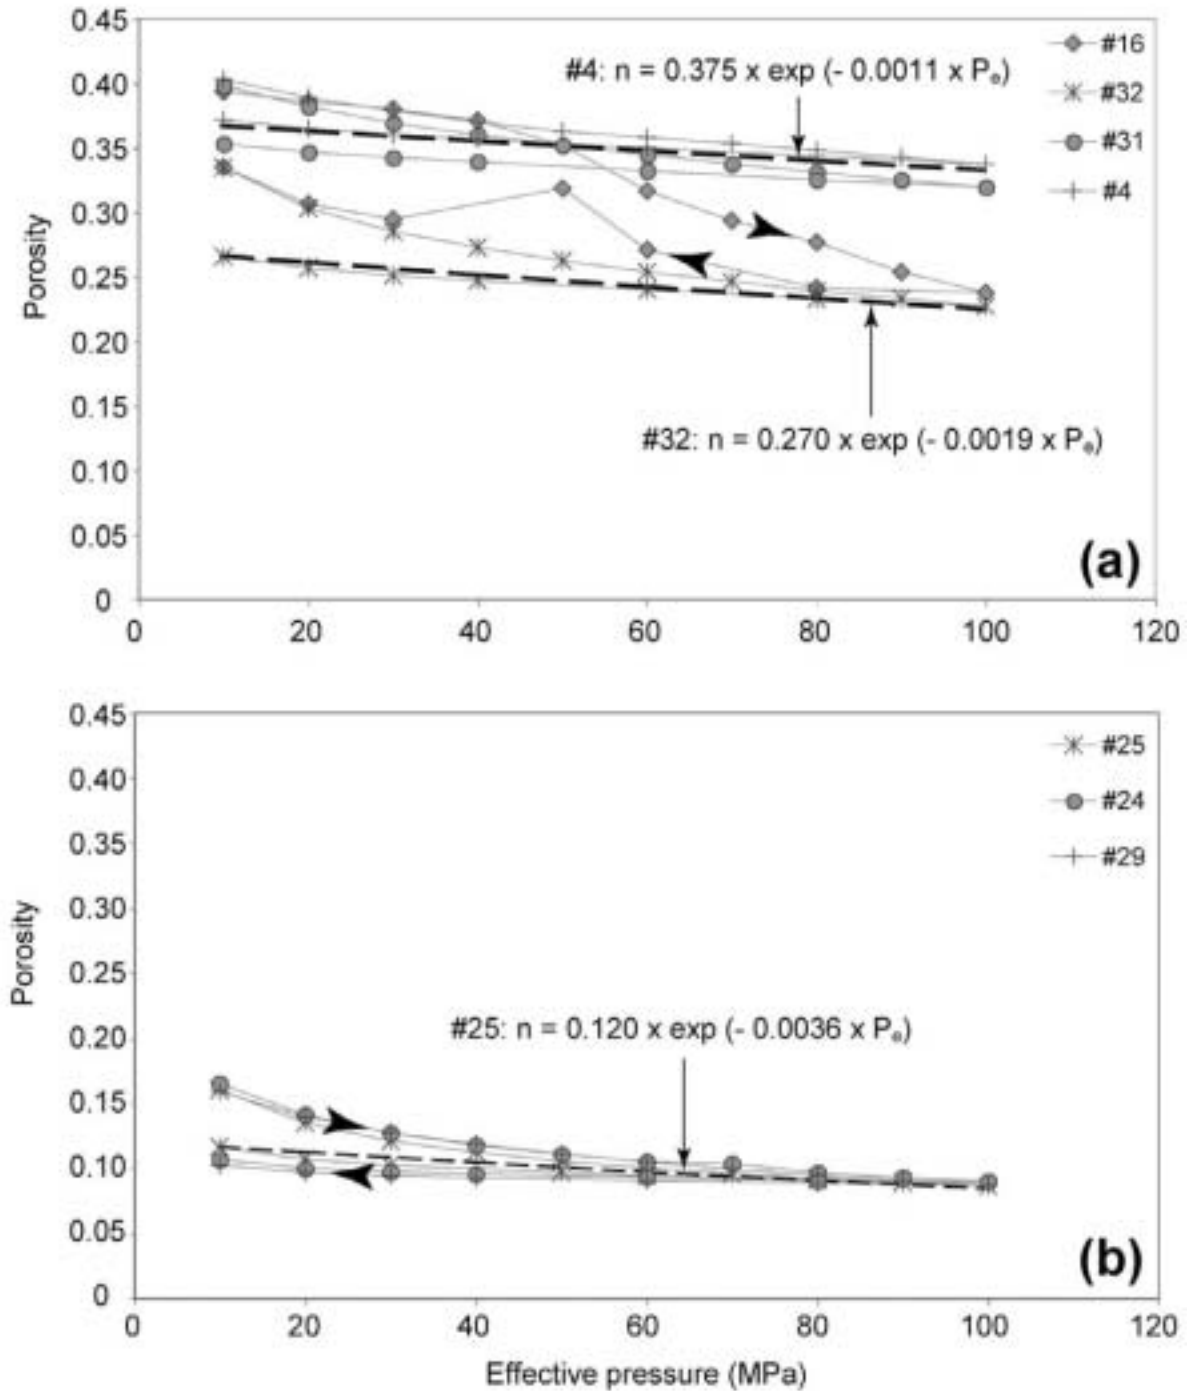 0.45
0.40
0.35
0.30
0.25
0.20
0.15
0.10
0.05
0
Porosity
#16
#32
#31
#4
#4: n = 0.375 x exp (- 0.0011 x Pₑ)
#32: n = 0.270 x exp (- 0.0019 x Pₑ)
(a)
0 20 40 60 80 100 120
0.45
0.40
0.35
0.30
0.25
0.20
0.15
0.10
0.05
0
Porosity
#25
#24
#29
#25: n = 0.120 x exp (- 0.0036 x Pₑ)
(b)
0 20 40 60 80 100 120
Effective pressure (MPa)